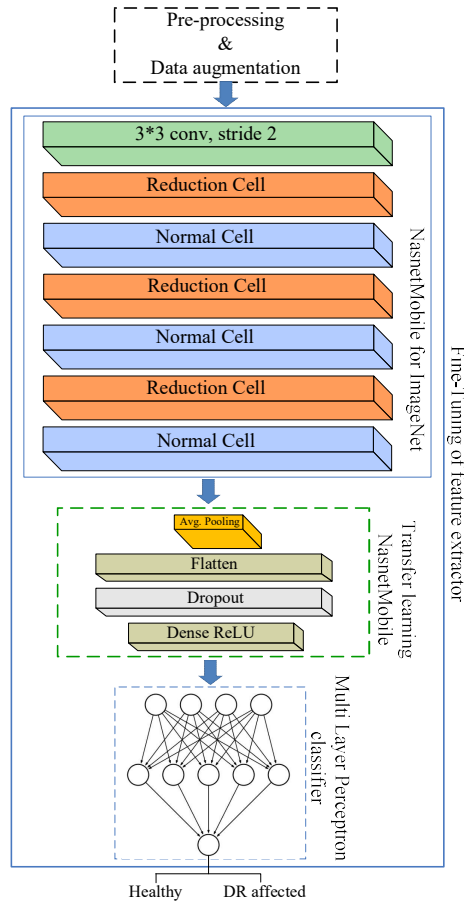 Pre-processing
&
Data augmentation
3*3 conv, stride 2
Reduction Cell
Normal Cell
Reduction Cell
Normal Cell
Reduction Cell
Normal Cell
NasnetMobile for ImageNet
Fine-Tuning of feature extractor
Avg. Pooling
Flatten
Dropout
Dense ReLU
Transfer learning
NasnetMobile
Multi Layer Perceptron
classifier
Healthy
DR affected